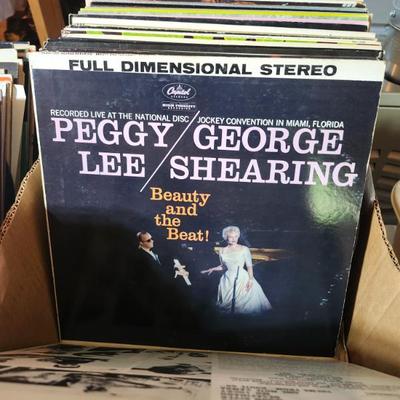 FULL DIMENSIONAL STEREO
Capitol
RECORDED LIVE AT THE NATIONAL DISC JOCKEY CONVENTION IN MIAMI, FLORIDA
PEGGY/GEORGE
LEE/SHEARING
Beauty
and the
Beat!